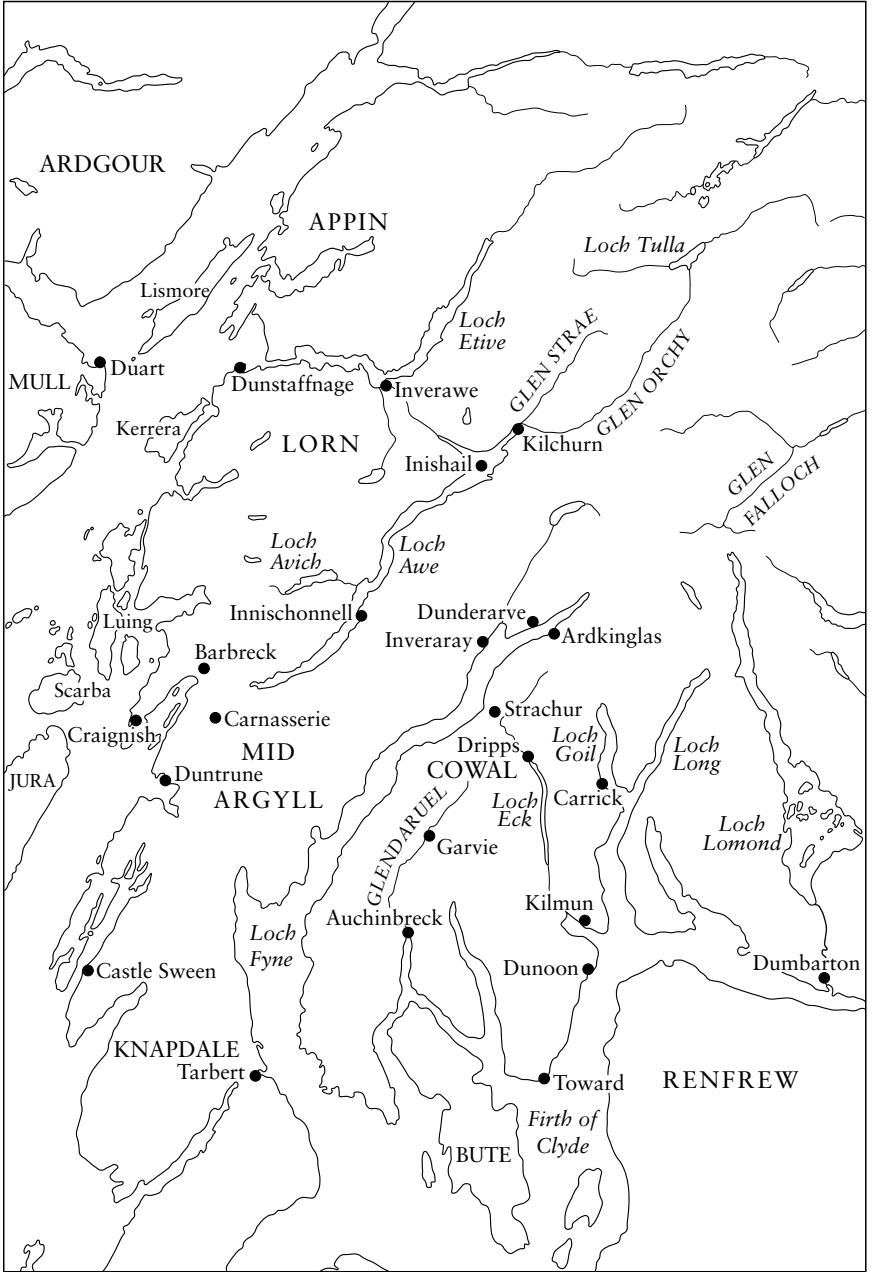 ARDGOUR
APPIN
Loch Tulla
Lismore
Loch
Etive
GLEN STRAE
GLEN ORCHY
Duart
MULL
Dunstaffnage
Inverawe
Kerrera
LORN
Kilchurn
Inishail
GLEN
FALLOCH
Loch
Avich
Loch
Awe
Innischonnell
Dunderarve
Luing
Inveraray
Ardkinglas
Barbreck
Scarba
Carnasserie
Strachur
Craignish
MID
ARGYLL
Dripps
COWAL
Loch
Goil
Loch
Long
JURA
Duntrune
Loch
Eck
Carrick
GLENDARUEL
Garvie
Loch
Lomond
Kilmun
Auchinbreck
Loch
Fyne
Castle Sween
Dunoon
Dumbarton
KNAPDALE
Tarbert
Toward
RENFREW
Firth of
Clyde
BUTE